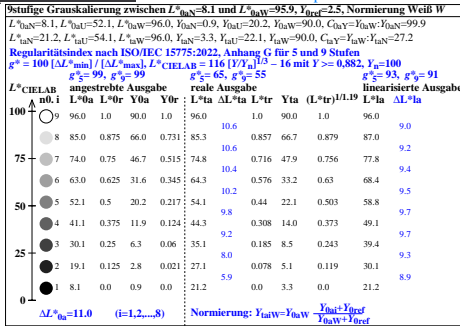 9stufige Grauskalierung zwischen L*0aN=8.1 und L*0aW=95.9, Y0ref=2.5, Normierung Weiß W
L*0aN=8.1, L*0aU=52.1, L*0aW=96.0, Y0aN=0.9, Y0aU=20.2, Y0aW=90.0, C0aY=Y0aW:Y0aN=99.9
L*taN=21.2, L*taU=54.1, L*taW=96.0, YtaN=3.3, YtaU=22.1, YtaW=90.0, CtaY=YtaW:YtaN=27.2
Regularitätsindex nach ISO/IEC 15775:2022, Anhang G für 5 und 9 Stufen
g* = 100 [ΔL*min] / [ΔL*max], L*CIELAB = 116 [Y/Yn]1/3 - 16 mit Y >= 0,882, Yn=100
g*5= 99, g*9= 99 g*5= 65, g*9= 55 g*5= 93, g*9= 91
L*CIELAB angestrebte Ausgabe reale Ausgabe linearisierte Ausgabe
n0. i L*0a L*0r Y0a Y0r L*ta ΔL*ta L*tr Yta (L*tr)1/1.19 L*la ΔL*la
100 9 96.0 1.0 90.0 1.0 96.0 1.0 90.0 1.0 96.0
10.6 9.0
8 85.0 0.875 66.0 0.731 85.3 0.857 66.7 0.879 87.0
10.6 9.2
75 7 74.0 0.75 46.7 0.515 74.8 0.716 47.9 0.756 77.8
10.4 9.4
6 63.0 0.625 31.6 0.345 64.3 0.576 33.2 0.63 68.4
10.2 9.5
50 5 52.1 0.5 20.2 0.217 54.1 0.44 22.1 0.503 58.8
9.8 9.7
4 41.1 0.375 11.9 0.124 44.3 0.308 14.0 0.373 49.1
9.2 9.7
3 30.1 0.25 6.3 0.06 35.1 0.185 8.5 0.243 39.4
8.0 9.3
25
2 19.1 0.125 2.8 0.021 27.2 0.078 5.1 0.119 30.1
5.9 8.9
1 8.1 0.0 0.9 0.0 21.2 0.0 3.3 0.0 21.2
0
ΔL*0a=11.0 (i=1,2,...,8) Normierung: YtaiW=Y0aW Y0ai+Y0ref
Y0aW+Y0ref